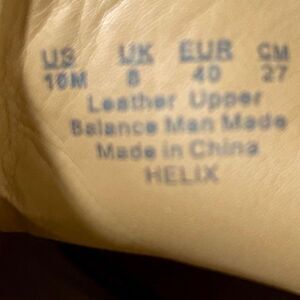 US UK EUR CM
10M 8 40 27
Leather Upper
Balance Man Made
Made in China
HELIX